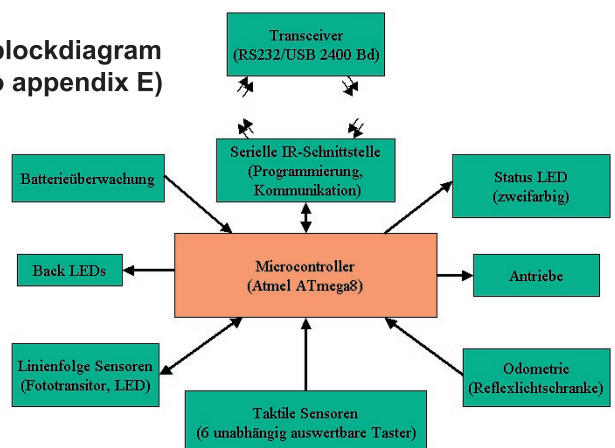 blockdiagram
appendix E)
Transceiver
(RS232/USB 2400 Bd)
Serielle IR-Schnittstelle
(Programmierung,
Kommunikation)
Batterieüberwachung
Status LED
(zweifarbig)
Back LEDs
Microcontroller
(Atmel ATmega8)
Antriebe
Linienfolge Sensoren
(Fototransitor, LED)
Odometrie
(Reflexlichtschranke)
Taktile Sensoren
(6 unabhängig auswertbare Taster)